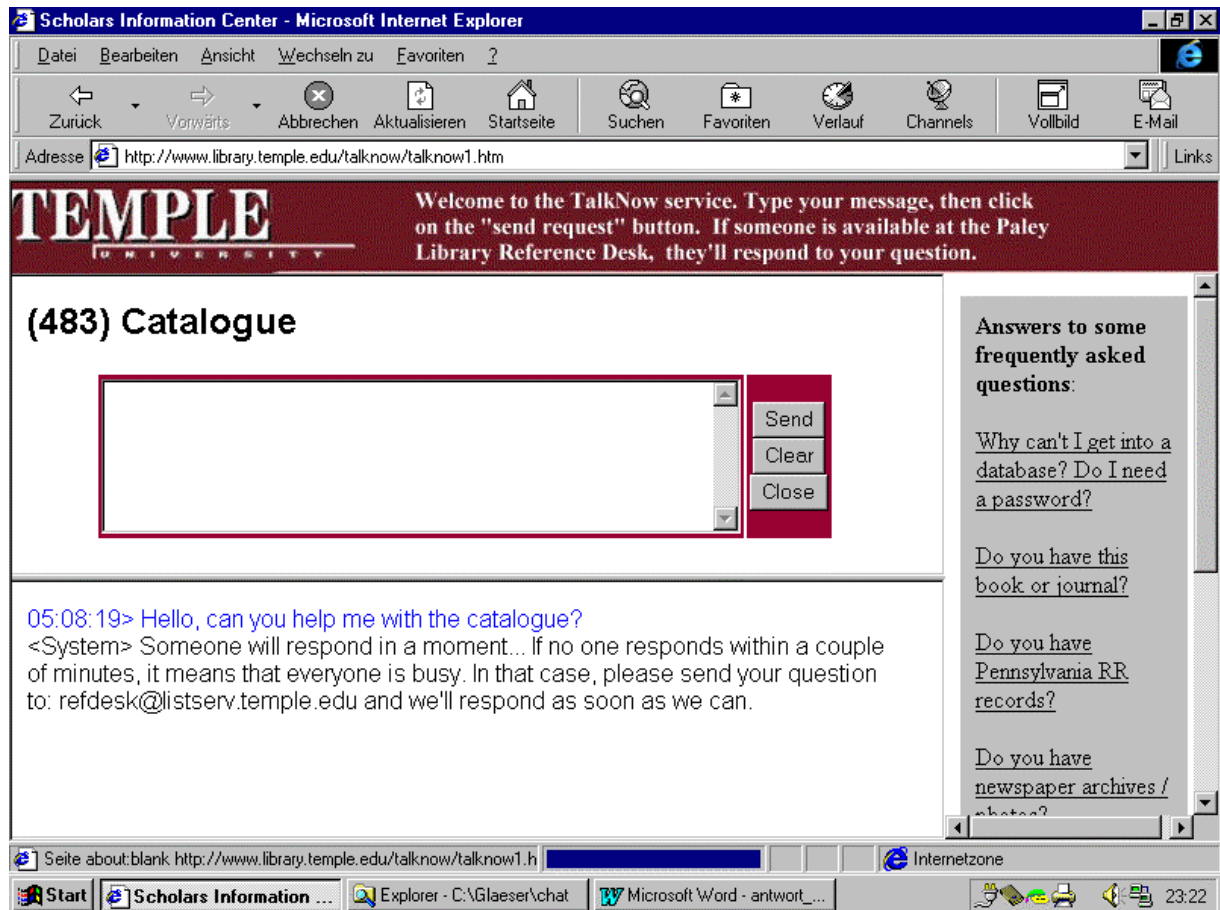 Scholars Information Center - Microsoft Internet Explorer
Datei Bearbeiten Ansicht Wechseln zu Favoriten ?
Zurück Vorwärts Abbrechen Aktualisieren Startseite Suchen Favoriten Verlauf Channels Vollbild E-Mail
Adresse http://www.library.temple.edu/talknow/talknow1.htm Links
TEMPLE
UNIVERSITY
Welcome to the TalkNow service. Type your message, then click
on the "send request" button. If someone is available at the Paley
Library Reference Desk, they'll respond to your question.
(483) Catalogue
Send
Clear
Close
05:08:19> Hello, can you help me with the catalogue?
<System> Someone will respond in a moment... If no one responds within a couple
of minutes, it means that everyone is busy. In that case, please send your question
to: refdesk@listserv.temple.edu and we'll respond as soon as we can.
Answers to some
frequently asked
questions:
Why can't I get into a
database? Do I need
a password?
Do you have this
book or journal?
Do you have
Pennsylvania RR
records?
Do you have
newspaper archives /
photos?
Seite about:blank http://www.library.temple.edu/talknow/talknow1.h Internetzone
Start Scholars Information ... Explorer - C:\Glaeser\chat Microsoft Word - antwort_... 23:22